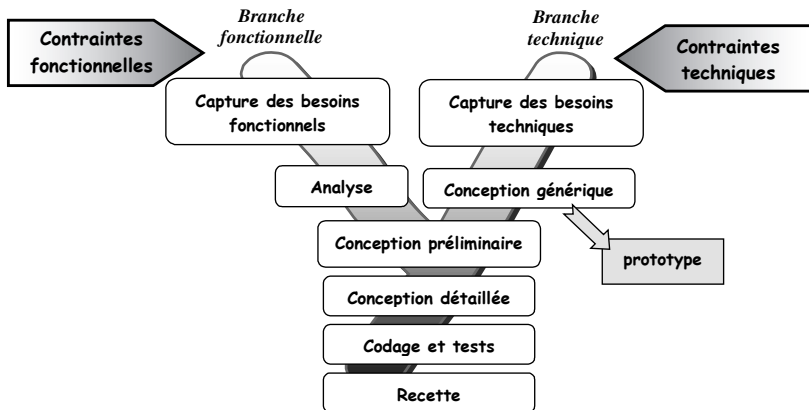 Branche
fonctionnelle
Branche
technique
Contraintes
fonctionnelles
Contraintes
techniques
Capture des besoins
fonctionnels
Capture des besoins
techniques
Analyse
Conception générique
Conception préliminaire
prototype
Conception détaillée
Codage et tests
Recette